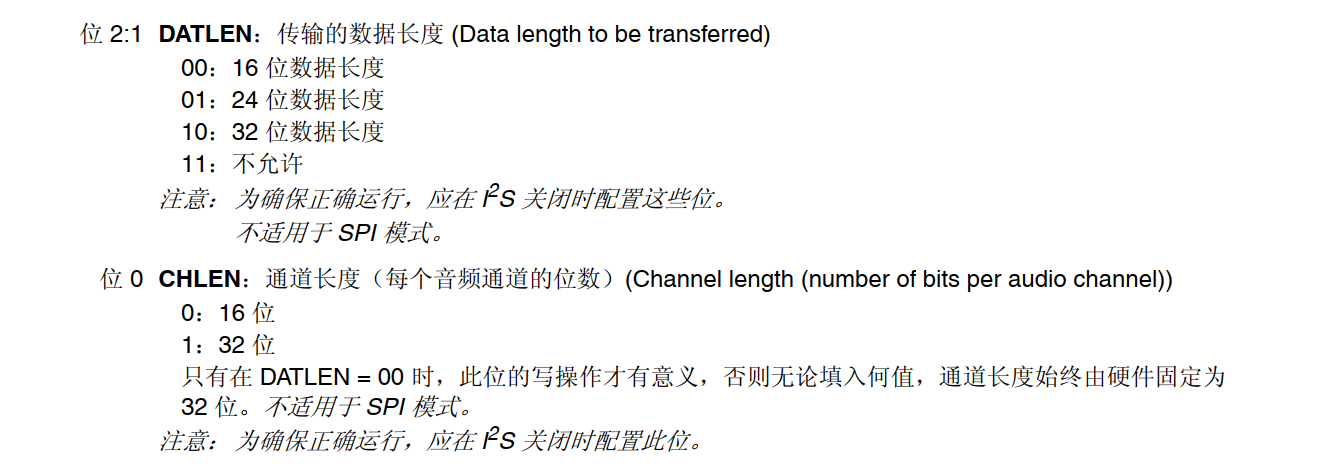 位 2:1 DATLEN：传输的数据长度 (Data length to be transferred)
00：16 位数据长度
01：24 位数据长度
10：32 位数据长度
11：不允许
注意：为确保正确运行，应在 I²S 关闭时配置这些位。
不适用于 SPI 模式。
位 0 CHLEN：通道长度（每个音频通道的位数）(Channel length (number of bits per audio channel))
0：16 位
1：32 位
只有在 DATLEN = 00 时，此位的写操作才有意义，否则无论填入何值，通道长度始终由硬件固定为
32 位。不适用于 SPI 模式。
注意：为确保正确运行，应在 I²S 关闭时配置此位。